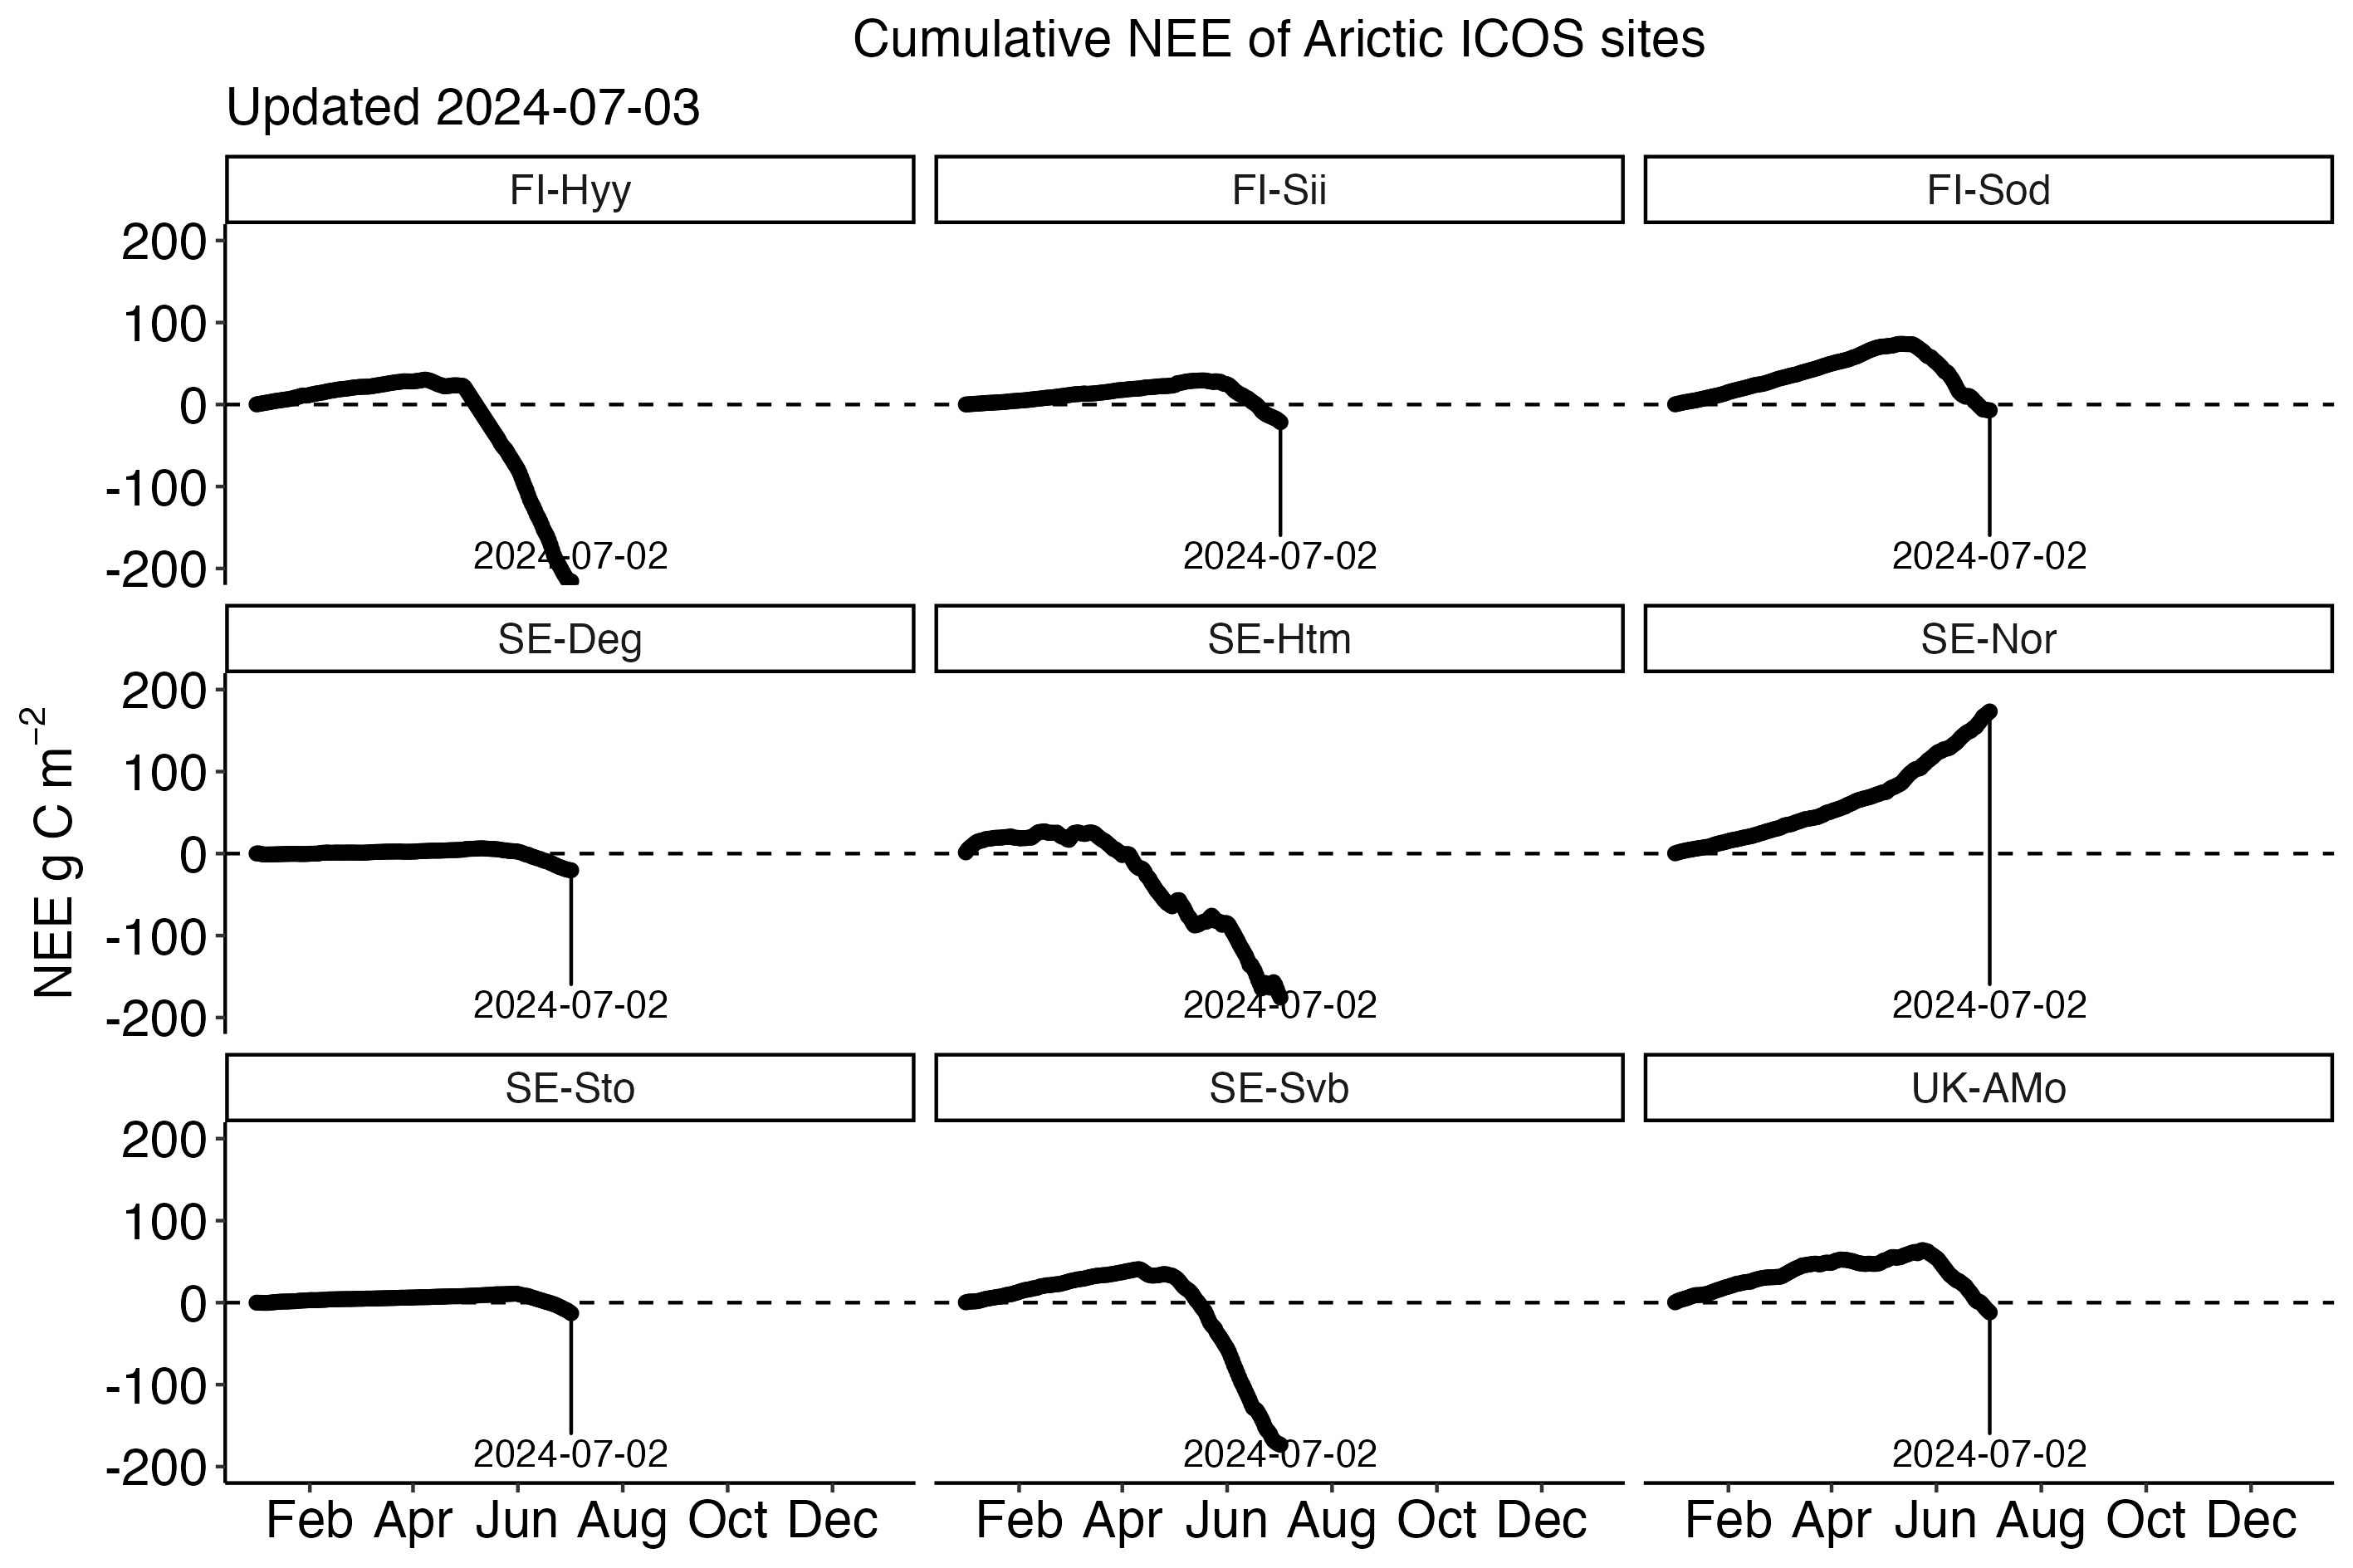 Cumulative NEE of Arictic ICOS sites
Updated 2024-07-03
FI-Hyy
FI-Sii
FI-Sod
200
100
0
-100
-200
2024-07-02
2024-07-02
2024-07-02
SE-Deg
SE-Htm
SE-Nor
NEE g C m⁻²
200
100
0
-100
-200
2024-07-02
2024-07-02
2024-07-02
SE-Sto
SE-Svb
UK-AMo
200
100
0
-100
-200
2024-07-02
2024-07-02
2024-07-02
Feb Apr Jun Aug Oct Dec
Feb Apr Jun Aug Oct Dec
Feb Apr Jun Aug Oct Dec